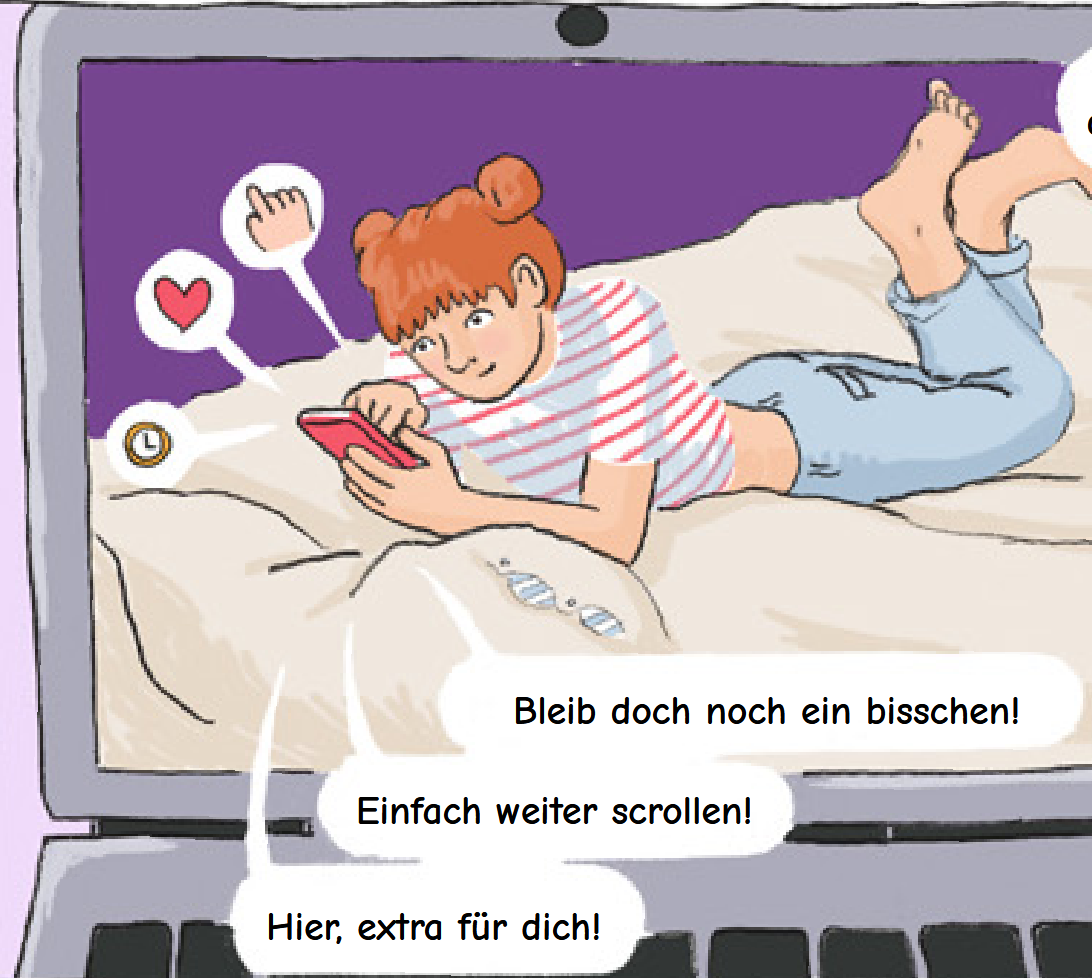 Bleib doch noch ein bisschen!
Einfach weiter scrollen!
Hier, extra für dich!